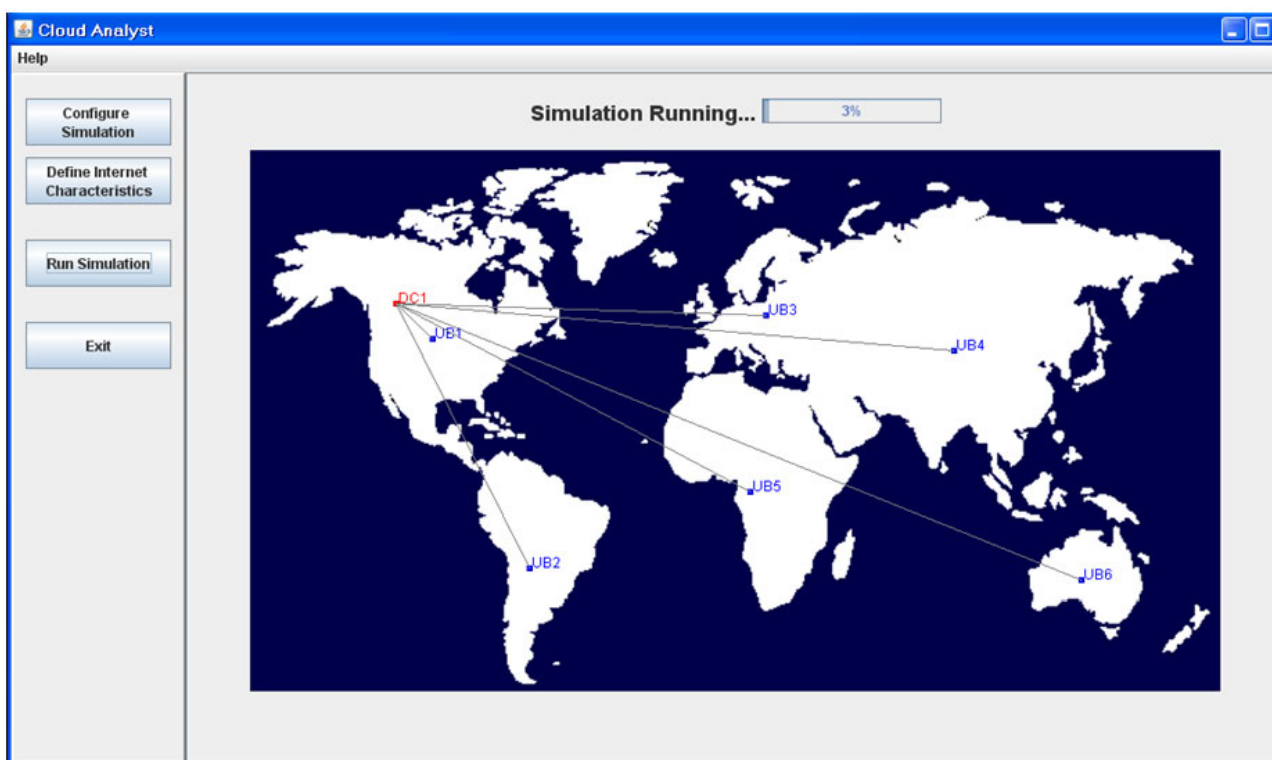 Cloud Analyst
Help
Configure
Simulation
Define Internet
Characteristics
Run Simulation
Exit
Simulation Running... 3%
DC1
UB1
UB3
UB4
UB5
UB2
UB6